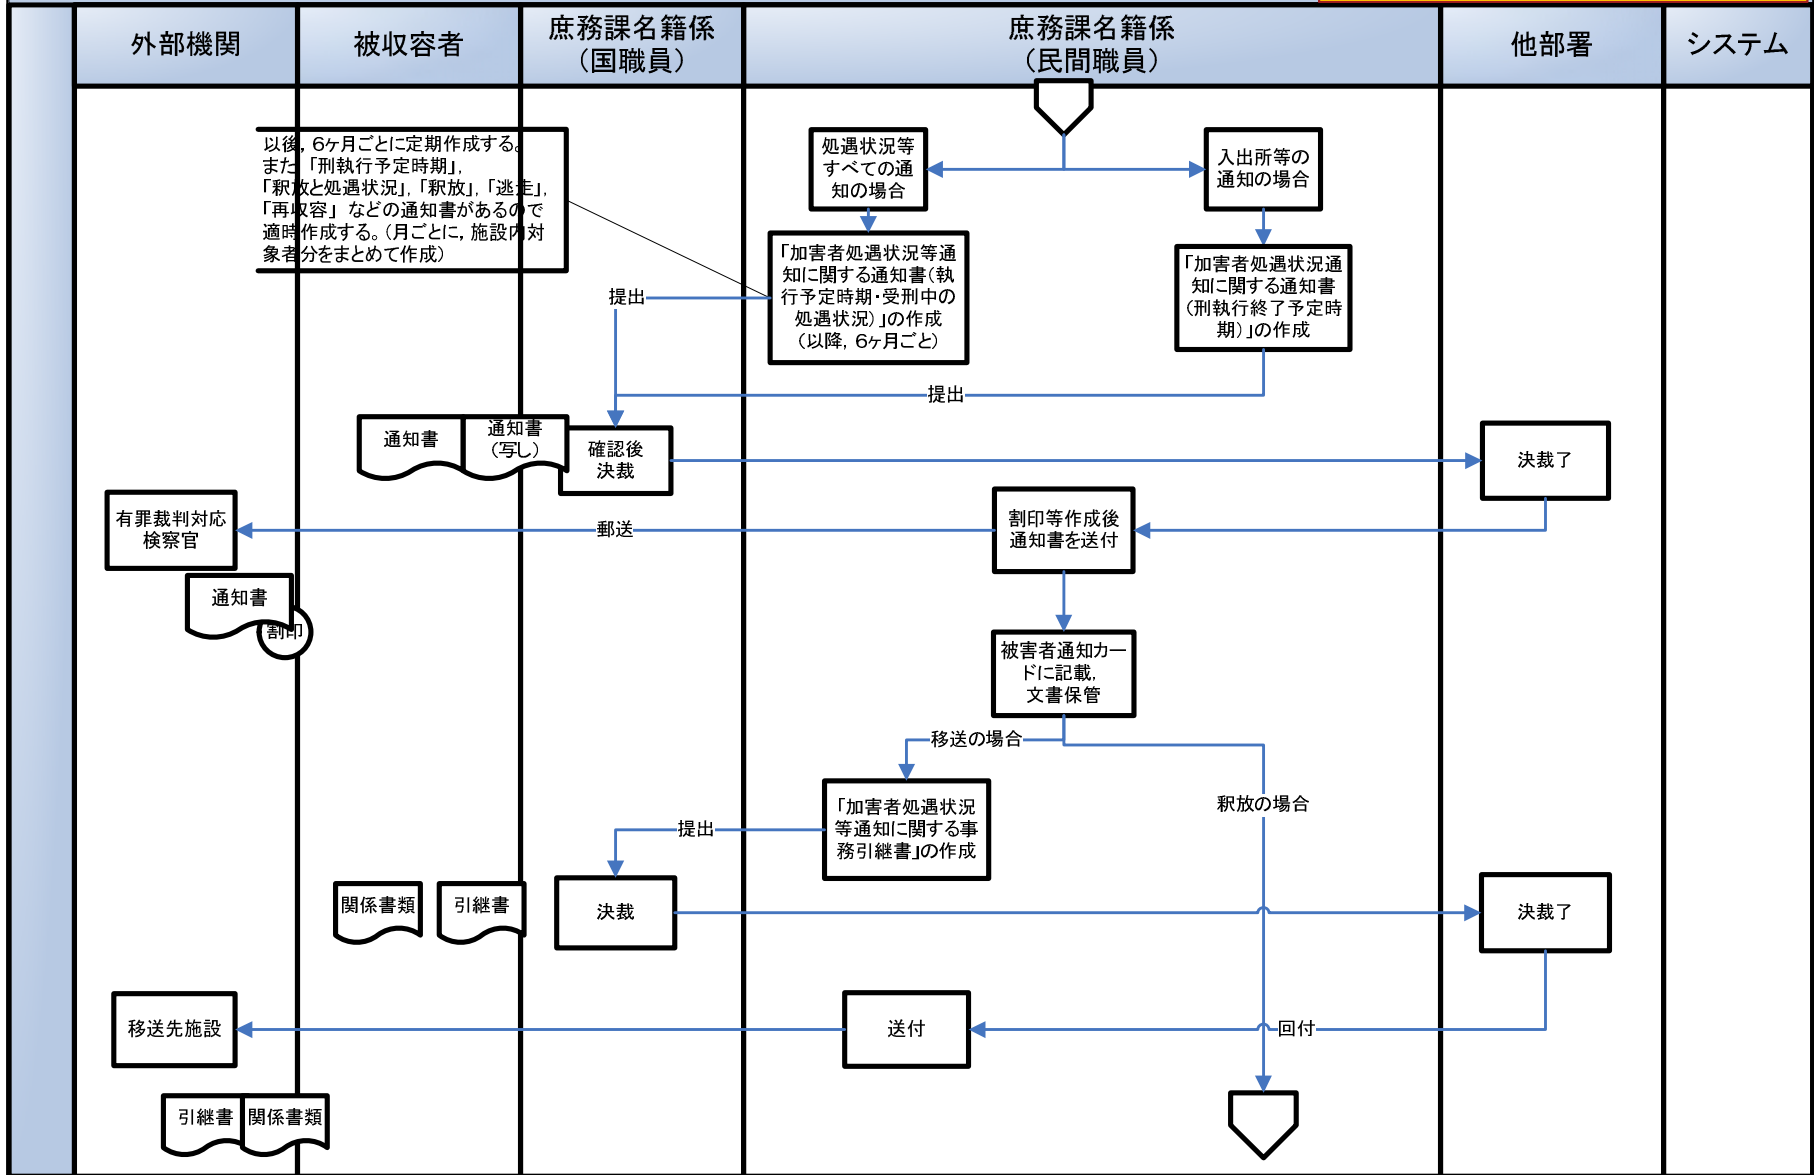 外部機関
被収容者
庶務課名籍係
（国職員）
庶務課名籍係
（民間職員）
他部署
システム
以後，６ヶ月ごとに定期作成する。
また「刑執行予定時期」，
「釈放と処遇状況」，「釈放」，「逃走」，
「再収容」などの通知書があるので
適時作成する。（月ごとに，施設内対
象者分をまとめて作成）
処遇状況等
すべての通
知の場合
入出所等の
通知の場合
「加害者処遇状況等通
知に関する通知書（執
行予定時期・受刑中の
処遇状況）」の作成
（以降，６ヶ月ごと）
「加害者処遇状況通
知に関する通知書
（刑執行終了予定時
期）」の作成
提出
提出
通知書
通知書
（写し）
確認後
決裁
決裁了
有罪裁判対応
検察官
郵送
割印等作成後
通知書を送付
通知書
割印
被害者通知カー
ドに記載，
文書保管
移送の場合
釈放の場合
「加害者処遇状況
等通知に関する事
務引継書」の作成
提出
関係書類
引継書
決裁
決裁了
移送先施設
送付
回付
引継書
関係書類